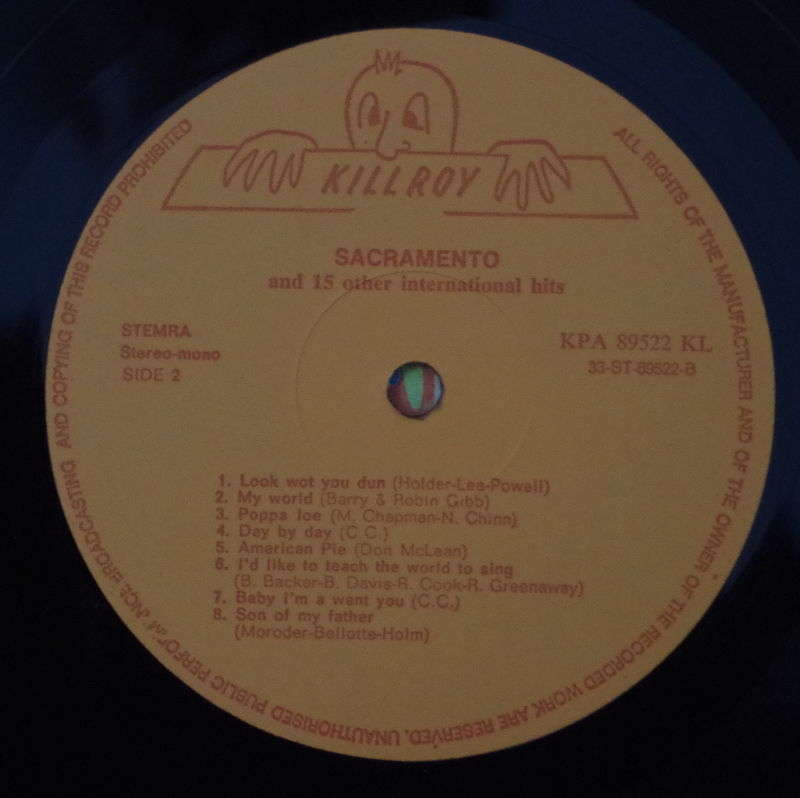 KILLROY
SACRAMENTO
and 15 other international hits
STEMRA
Stereo-mono
SIDE 2
KPA 89522 KL
33-ST-89522-B
1. Look wot you dun (Holder-Lea-Powell)
2. My world (Barry & Robin Gibb)
3. Poppa Joe (M. Chapman-N. Chinn)
4. Day by day (C.C.)
5. American Pie (Don McLean)
6. I'd like to teach the world to sing
(B. Backer-B. Davis-R. Cook-R. Greenaway)
7. Baby I'm a want you (C.C.)
8. Son of my father
(Moroder-Bellotte-Holm)
ALL RIGHTS OF THE MANUFACTURER AND OF THE OWNER OF THE RECORDED WORK ARE RESERVED. UNAUTHORISED PUBLIC PERFORMANCE BROADCASTING AND COPYING OF THIS RECORD PROHIBITED